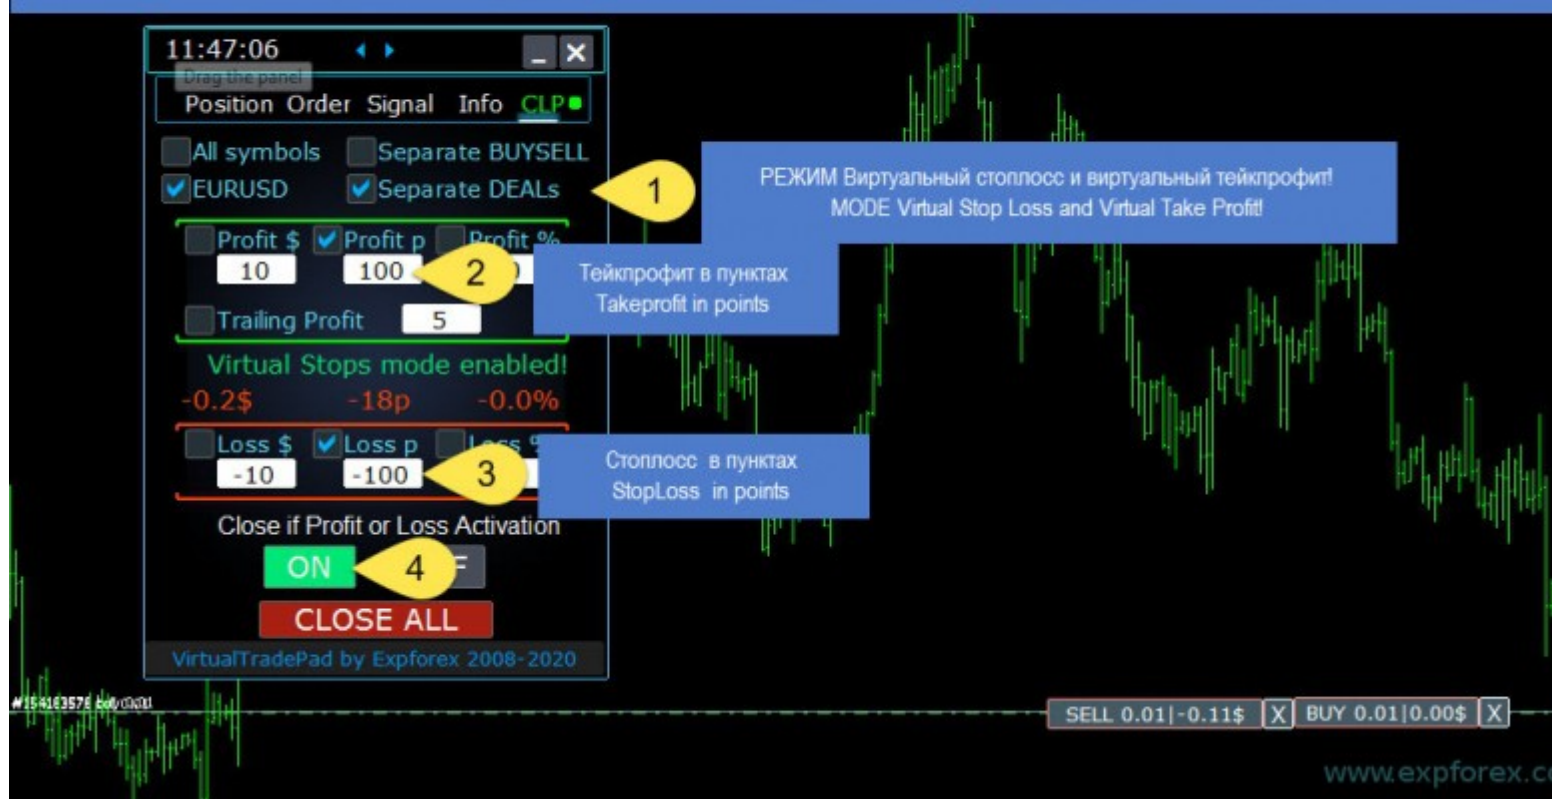 11:47:06
Drag the panel
Position Order Signal Info CLP
All symbols Separate BUYSELL
EURUSD Separate DEALs
1
РЕЖИМ Виртуальный стоплосс и виртуальный тейкпрофит!
MODE Virtual Stop Loss and Virtual Take Profit!
Profit $ Profit p Profit %
10 100
2
Тейкпрофит в пунктах
Takeprofit in points
Trailing Profit 5
Virtual Stops mode enabled!
-0.2$ -18p -0.0%
Loss $ Loss p Loss %
-10 -100
3
Стоплосс в пунктах
StopLoss in points
Close if Profit or Loss Activation
ON
4
CLOSE ALL
VirtualTradePad by Expforex 2008-2020
SELL 0.01|-0.11$ X BUY 0.01|0.00$ X